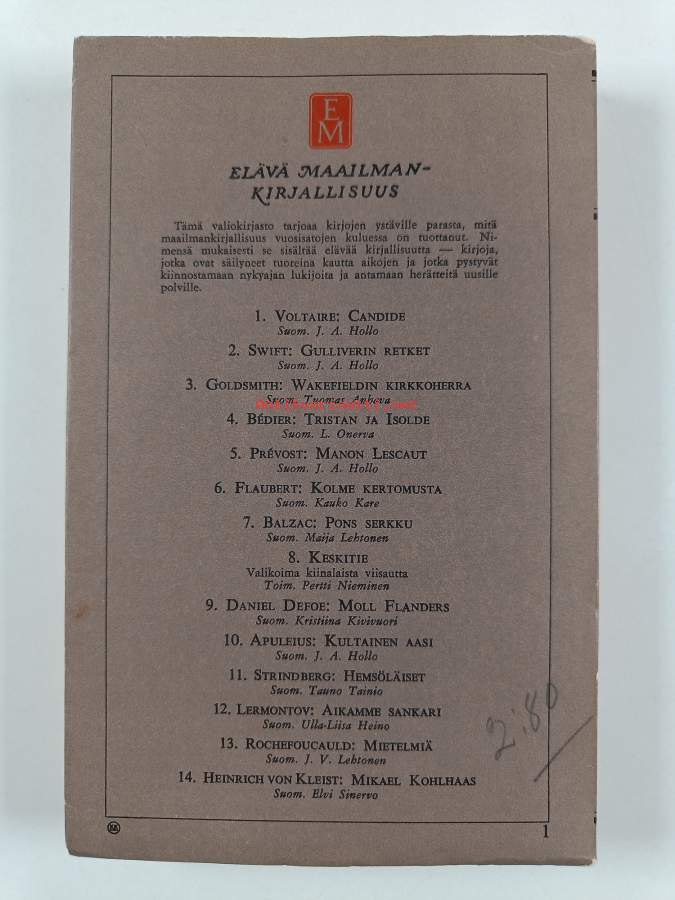 E
M
ELÄVÄ MAAILMAN-
KIRJALLISUUS
Tämä valiokirjasto tarjoaa kirjojen ystäville parasta, mitä
maailmankirjallisuus vuosisatojen kuluessa on tuottanut. Ni-
mensä mukaisesti se sisältää elävää kirjallisuutta — kirjoja,
jotka ovat säilyneet tuoreina kautta aikojen ja jotka pystyvät
kiinnostamaan nykyajan lukijoita ja antamaan herätteitä uusille
polville.
1. VOLTAIRE: CANDIDE
Suom. J. A. Hollo
2. SWIFT: GULLIVERIN RETKET
Suom. J. A. Hollo
3. GOLDSMITH: WAKEFIELDIN KIRKKOHERRA
Suom. Tuomas Anhava
4. BÉDIER: TRISTAN JA ISOLDE
Suom. L. Onerva
5. PRÉVOST: MANON LESCAUT
Suom. J. A. Hollo
6. FLAUBERT: KOLME KERTOMUSTA
Suom. Kauko Kare
7. BALZAC: PONS SERKKU
Suom. Maija Lehtonen
8. KESKITIE
Valikoima kiinalaista viisautta
Toim. Pertti Nieminen
9. DANIEL DEFOE: MOLL FLANDERS
Suom. Kristiina Kivivuori
10. APULEIUS: KULTAINEN AASI
Suom. J. A. Hollo
11. STRINDBERG: HEMSÖLÄISET
Suom. Tauno Tainio
12. LERMONTOV: AIKAMME SANKARI
Suom. Ulla-Liisa Heino
13. ROCHEFOUCAULD: MIETELMIÄ
Suom. J. V. Lehtonen
14. HEINRICH VON KLEIST: MIKAEL KOHLHAAS
Suom. Elvi Sinervo
2:80
1